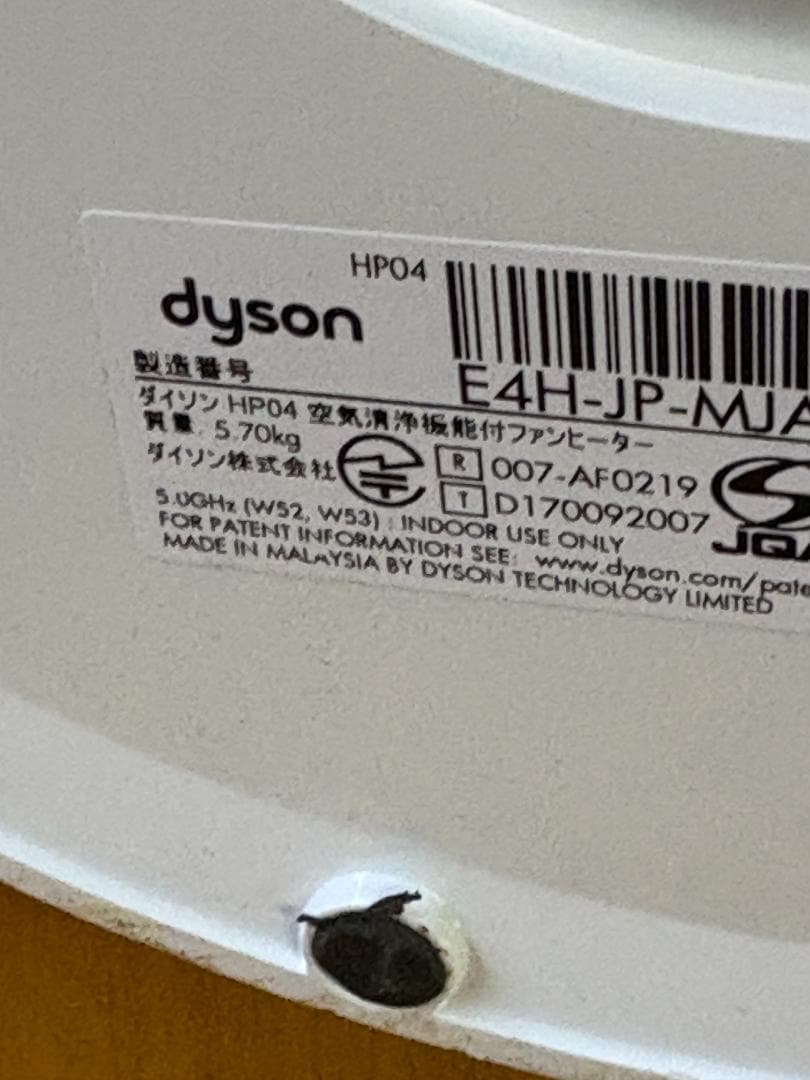 HP04
dyson
製造番号
E4H-JP-MJA
ダイソン HP04 空気清浄機能付ファンヒーター
質量 5.70kg
ダイソン株式会社
R 007-AF0219
T D170092007
JQA
5.0GHz (W52, W53) : INDOOR USE ONLY
FOR PATENT INFORMATION SEE: www.dyson.com/pate
MADE IN MALAYSIA BY DYSON TECHNOLOGY LIMITED